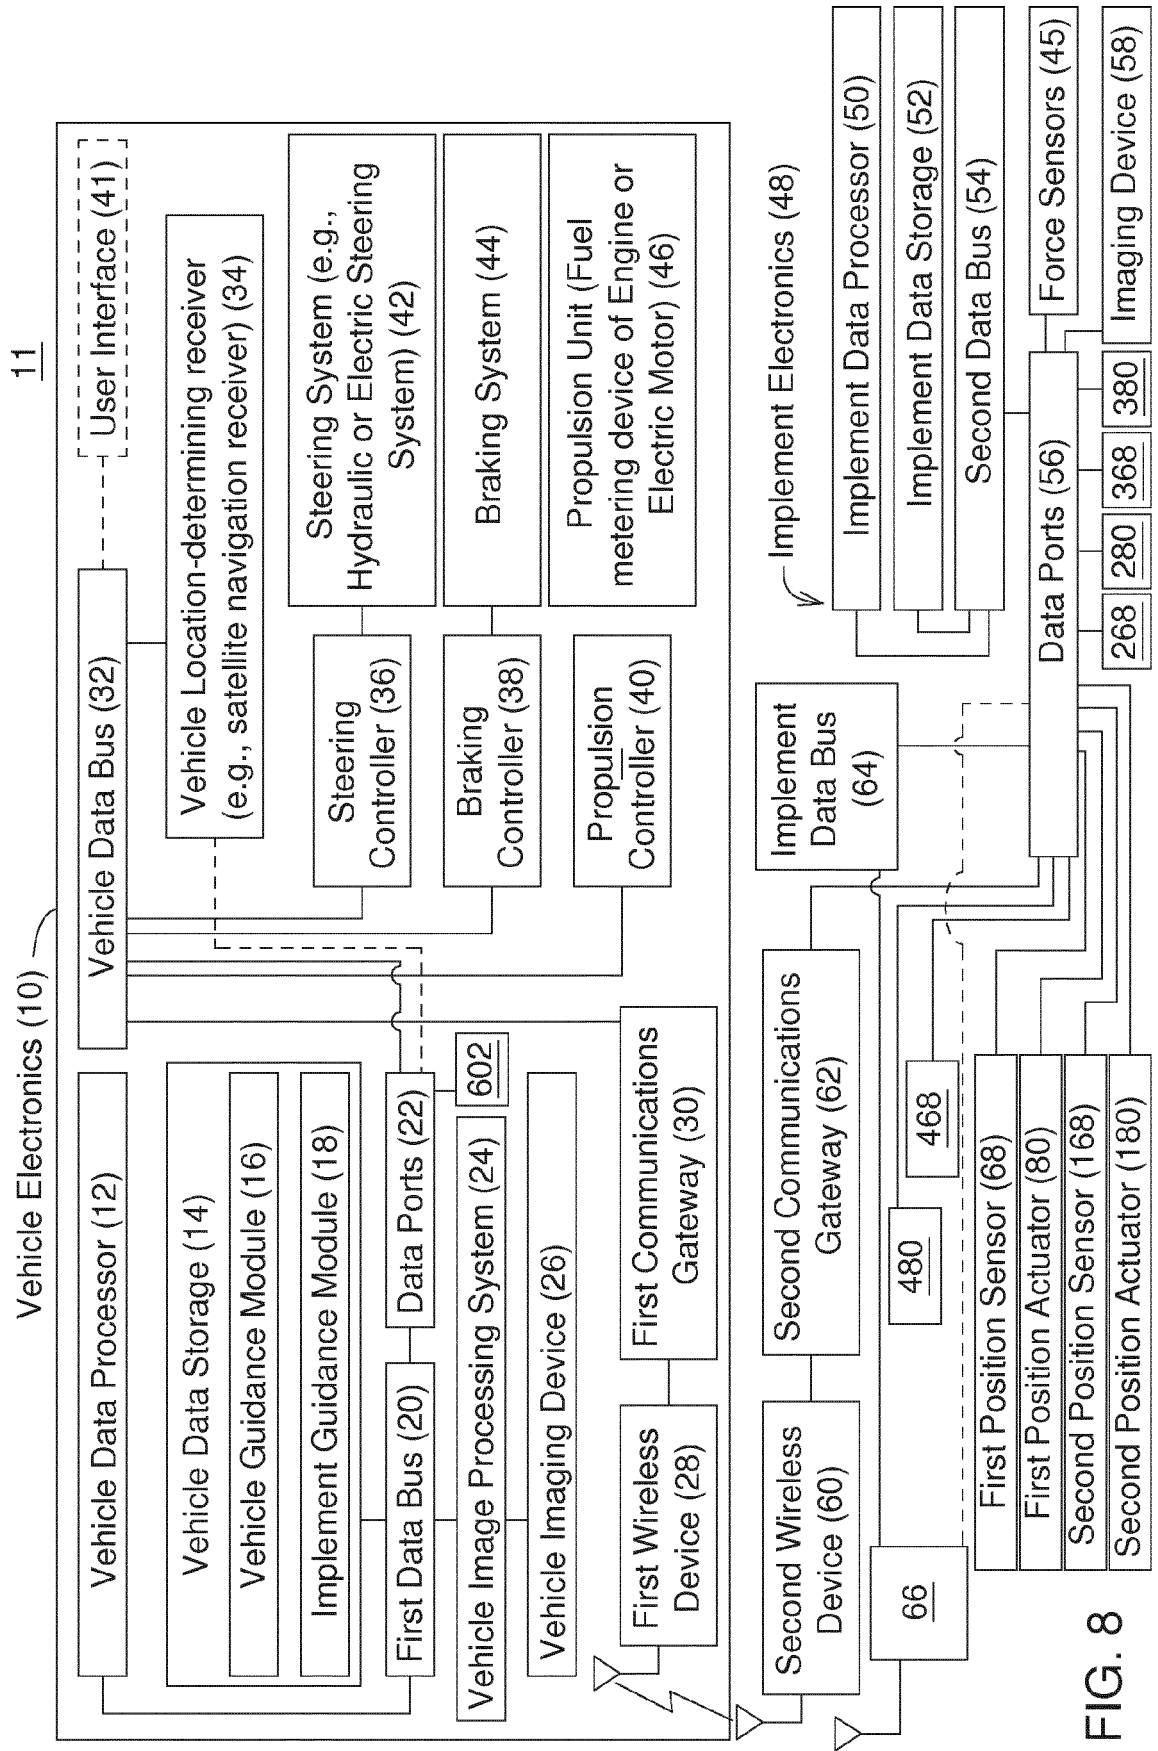 11
Vehicle Electronics (10)
Vehicle Data Processor (12)
Vehicle Data Storage (14)
Vehicle Guidance Module (16)
Implement Guidance Module (18)
First Data Bus (20)
Data Ports (22)
602
Vehicle Image Processing System (24)
Vehicle Imaging Device (26)
First Wireless
Device (28)
First Communications
Gateway (30)
Vehicle Data Bus (32)
User Interface (41)
Vehicle Location-determining receiver
(e.g., satellite navigation receiver) (34)
Steering
Controller (36)
Steering System (e.g.,
Hydraulic or Electric Steering
System) (42)
Braking
Controller (38)
Braking System (44)
Propulsion
Controller (40)
Propulsion Unit (Fuel
metering device of Engine or
Electric Motor) (46)
Second Wireless
Device (60)
Second Communications
Gateway (62)
Implement
Data Bus
(64)
Implement Electronics (48)
Implement Data Processor (50)
Implement Data Storage (52)
Second Data Bus (54)
66
480
468
First Position Sensor (68)
First Position Actuator (80)
Second Position Sensor (168)
Second Position Actuator (180)
Data Ports (56)
Force Sensors (45)
268
280
368
380
Imaging Device (58)
FIG. 8